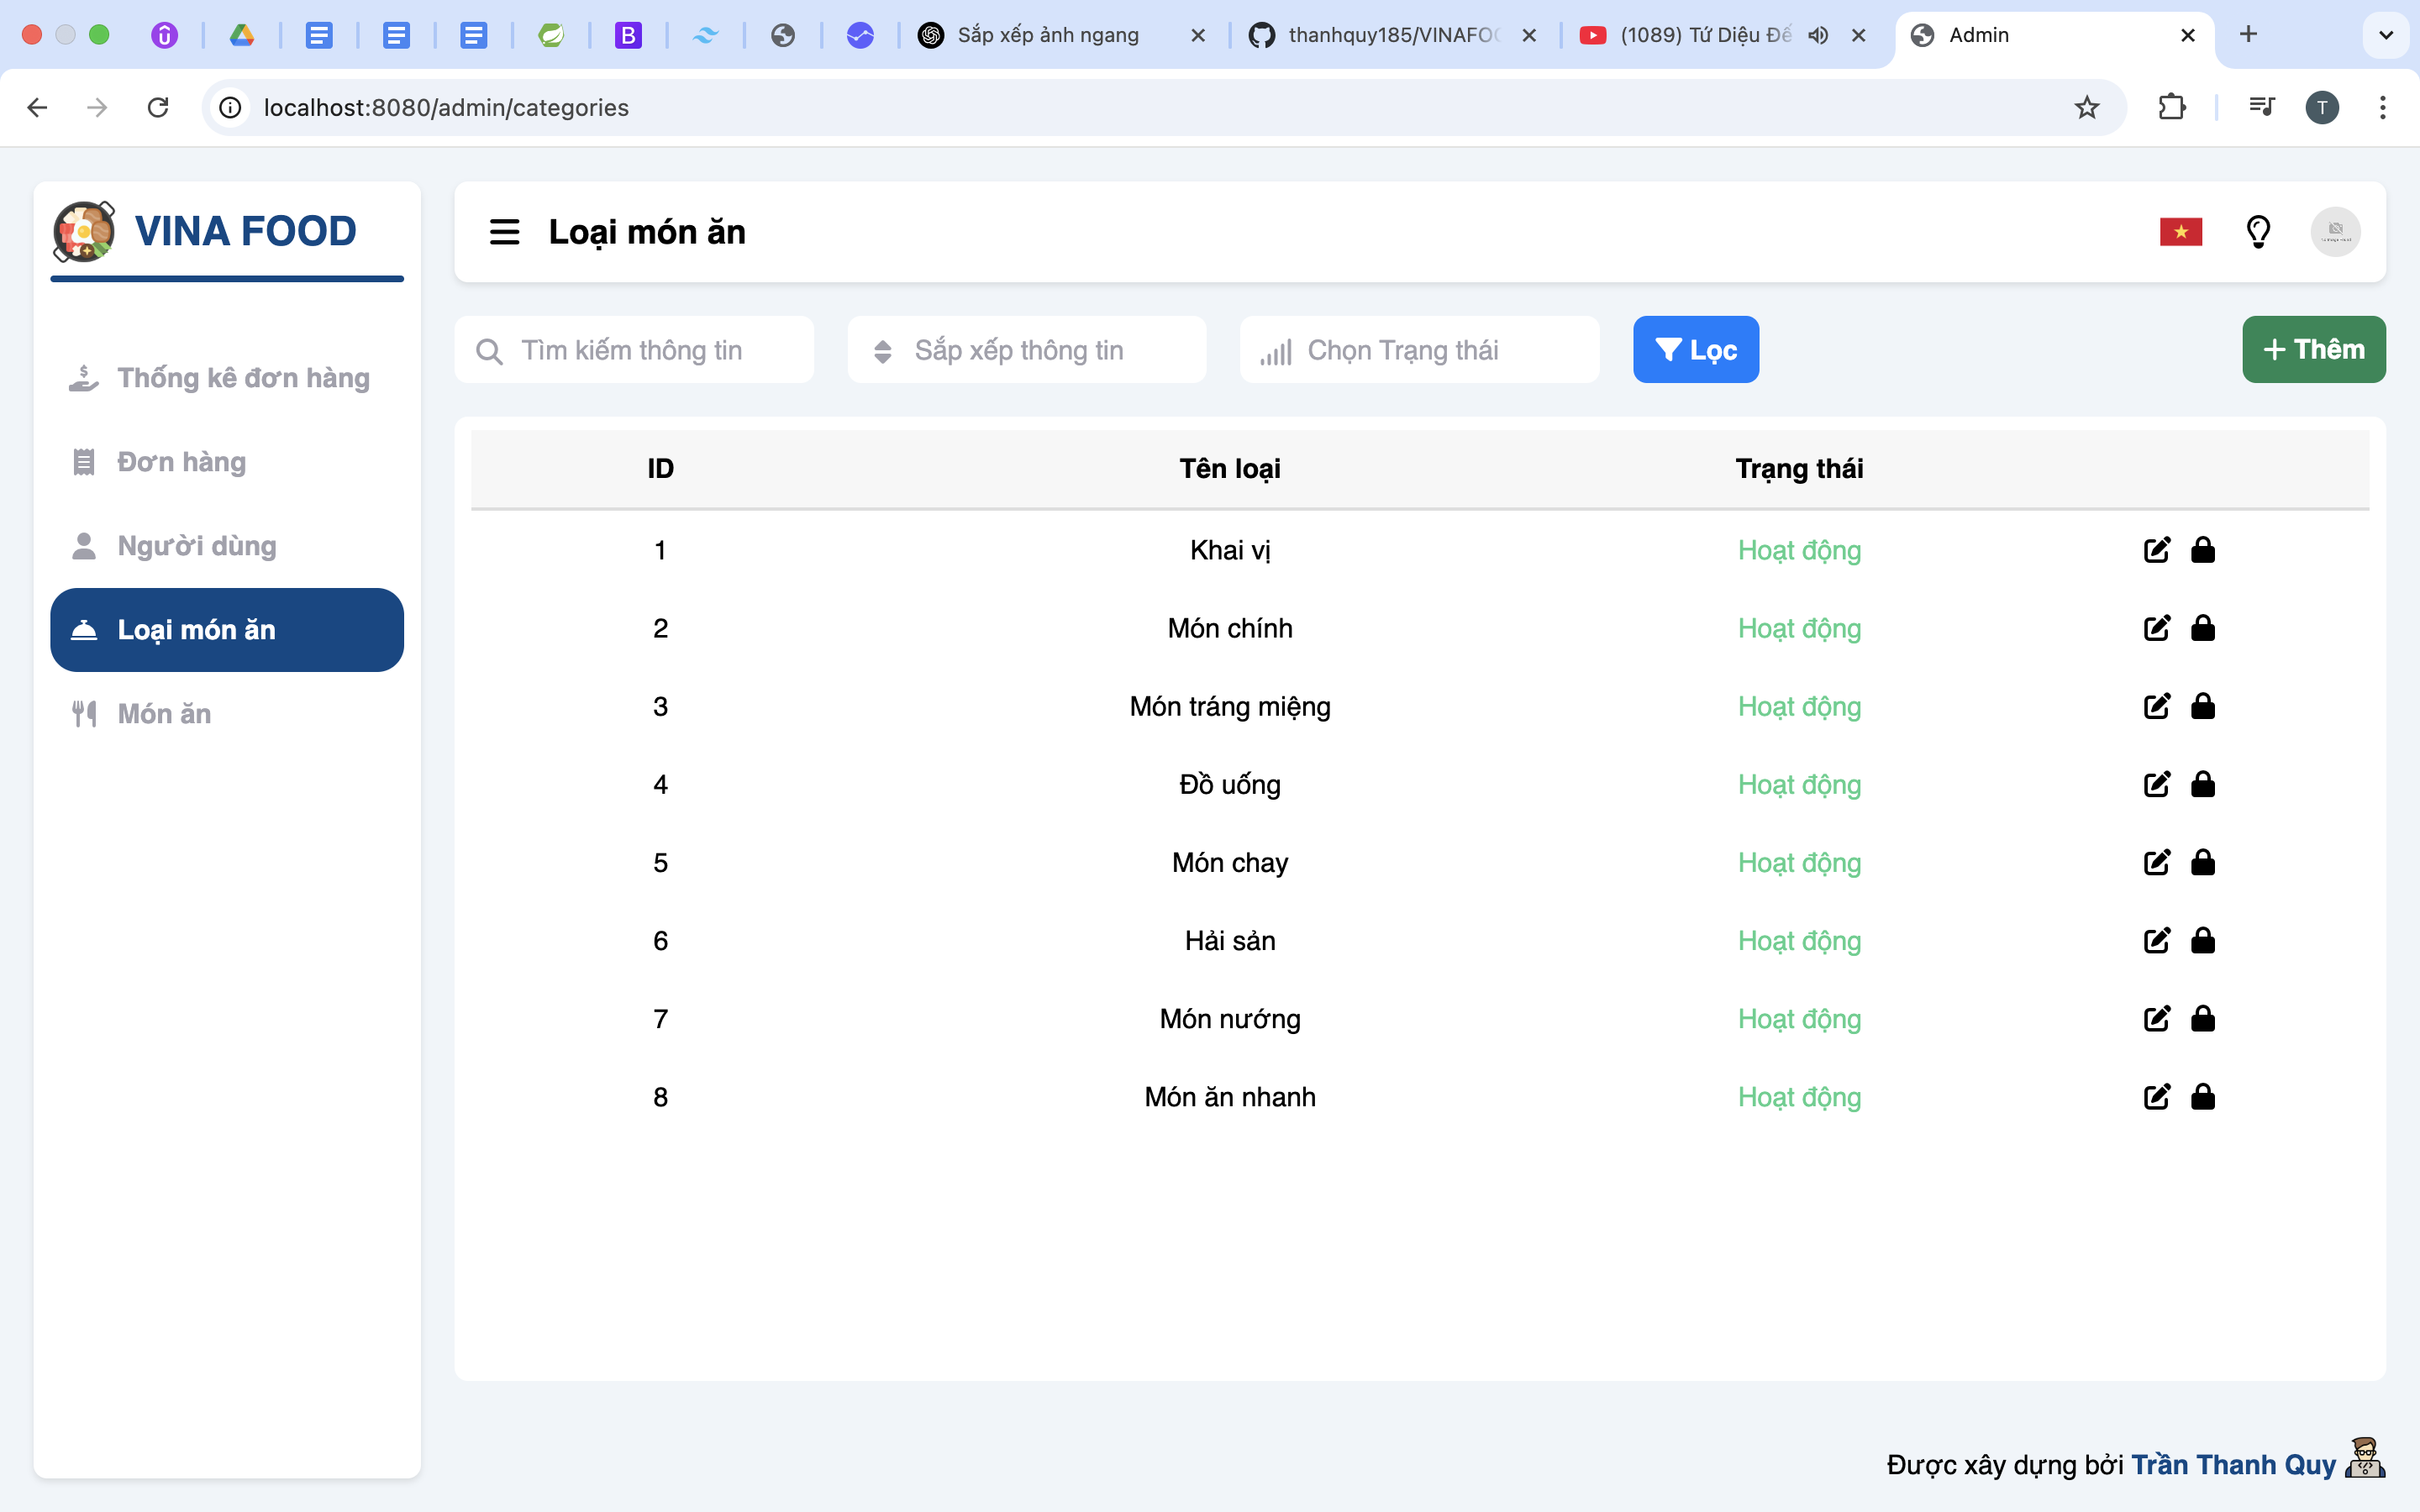 Sắp xếp ảnh ngang
thanhquy185/VINAFOO
(1089) Tứ Diệu Đế
Admin
localhost:8080/admin/categories
T
VINA FOOD
Loại món ăn
Thống kê đơn hàng
Đơn hàng
Người dùng
Loại món ăn
Món ăn
Tìm kiếm thông tin
Sắp xếp thông tin
Chọn Trạng thái
Lọc
Thêm
ID Tên loại Trạng thái
1 Khai vị Hoạt động
2 Món chính Hoạt động
3 Món tráng miệng Hoạt động
4 Đồ uống Hoạt động
5 Món chay Hoạt động
6 Hải sản Hoạt động
7 Món nướng Hoạt động
8 Món ăn nhanh Hoạt động
Được xây dựng bởi Trần Thanh Quy